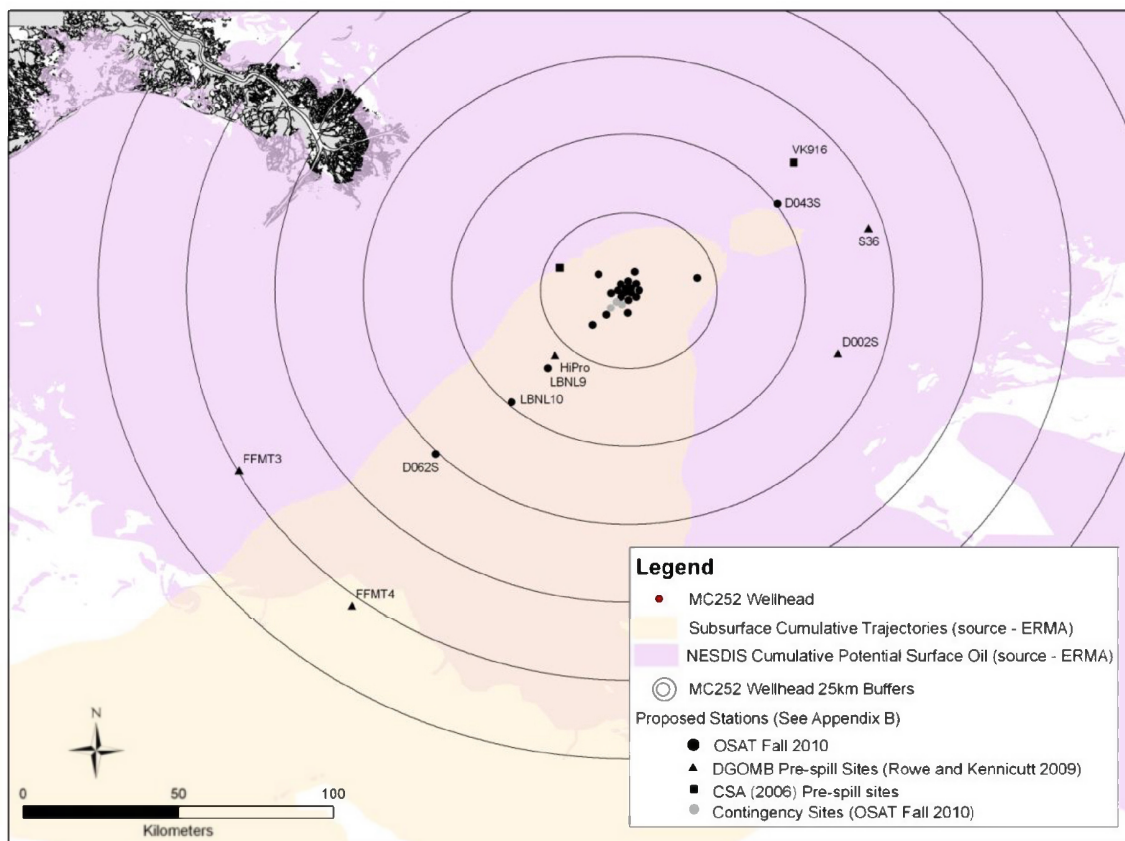 VK916
D043S
S36
D002S
HiPro
LBNL9
LBNL10
D062S
FFMT3
FFMT4
N
0 50 100
Kilometers
Legend
MC252 Wellhead
Subsurface Cumulative Trajectories (source - ERMA)
NESDIS Cumulative Potential Surface Oil (source - ERMA)
MC252 Wellhead 25km Buffers
Proposed Stations (See Appendix B)
OSAT Fall 2010
DGOMB Pre-spill Sites (Rowe and Kennicutt 2009)
CSA (2006) Pre-spill sites
Contingency Sites (OSAT Fall 2010)